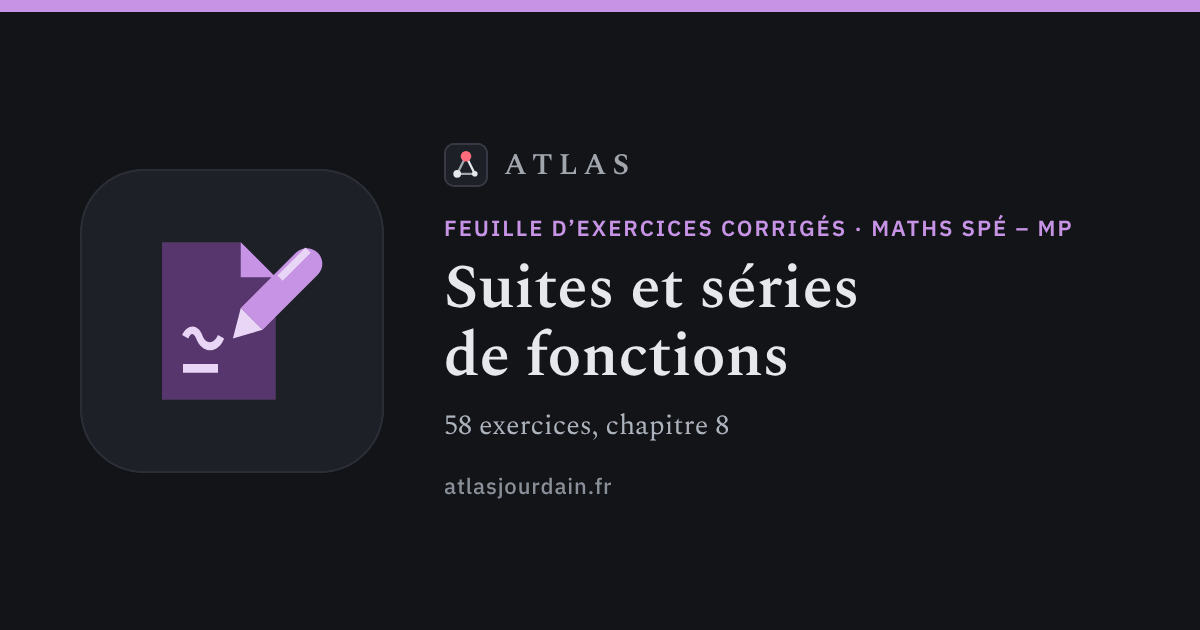 ATLAS
FEUILLE D’EXERCICES CORRIGÉS · MATHS SPÉ – MP
Suites et séries
de fonctions
58 exercices, chapitre 8
atlasjourdain.fr